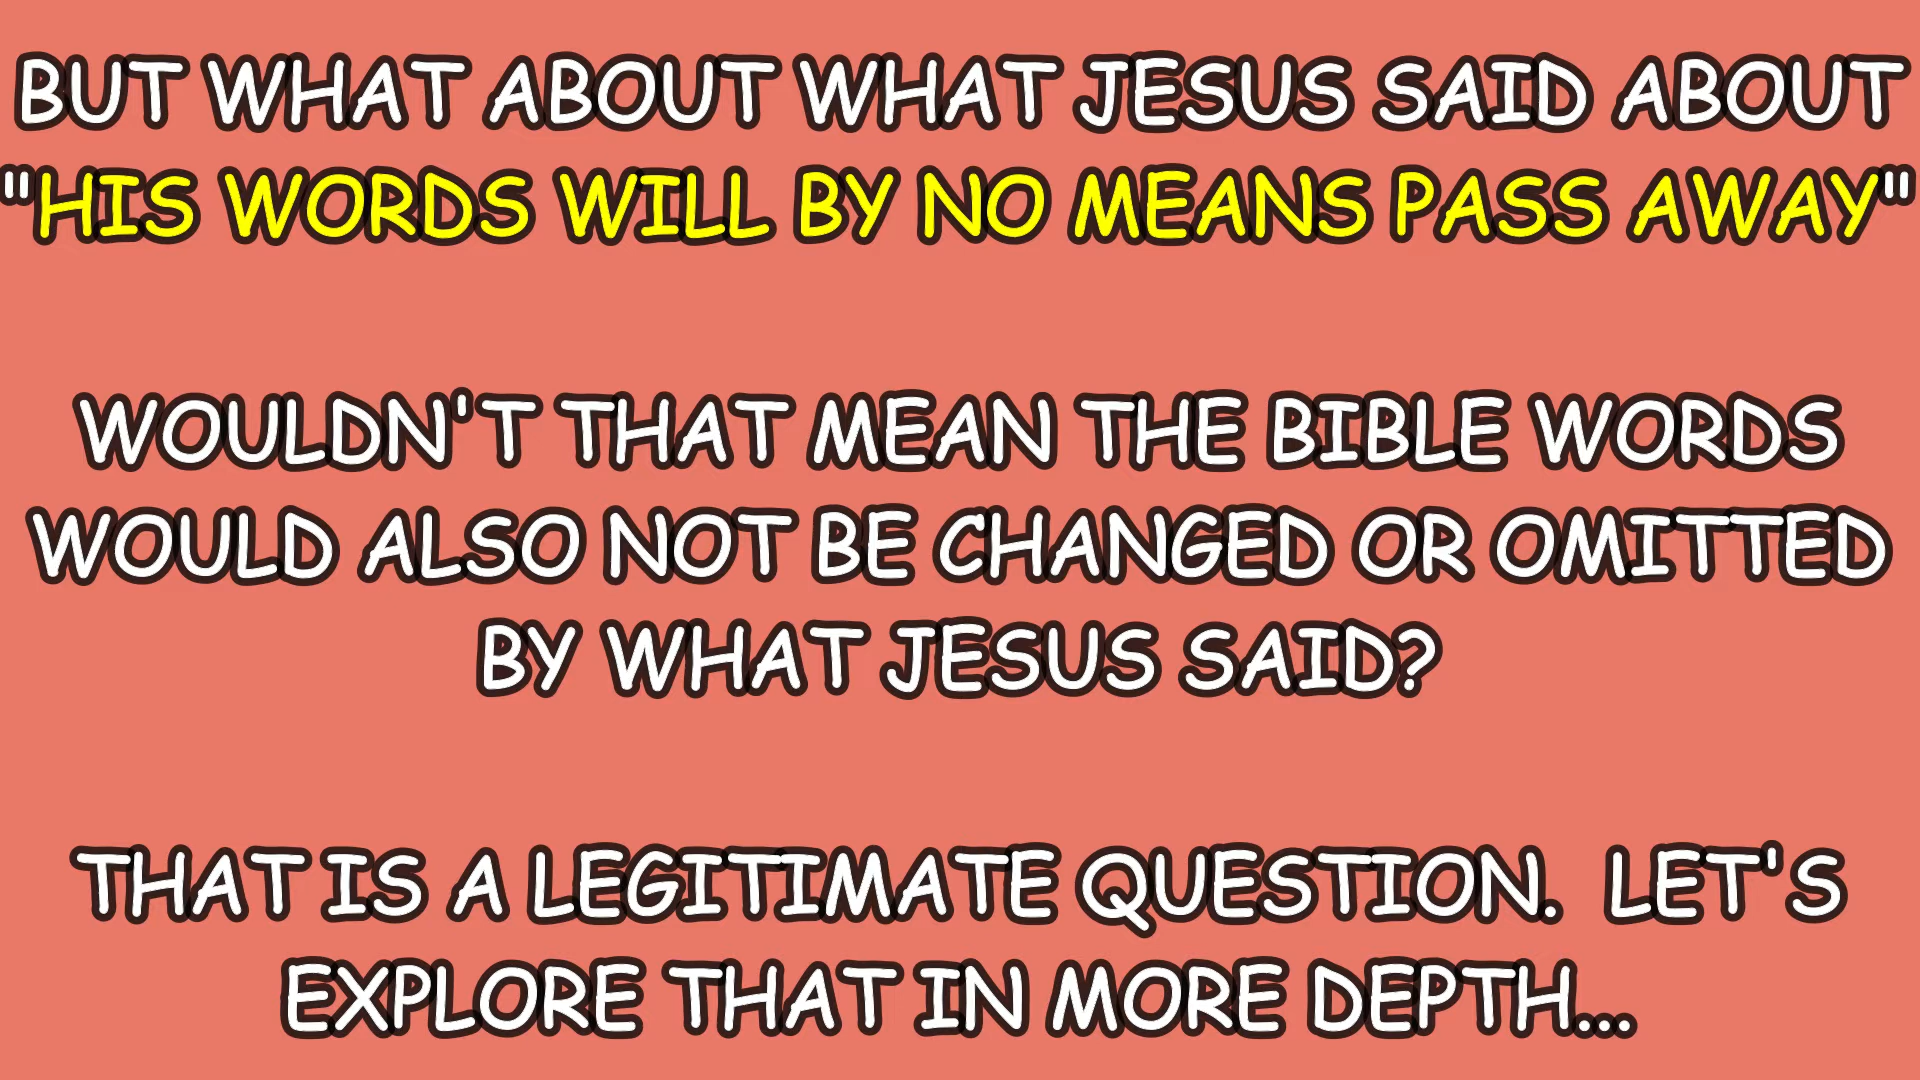 BUT WHAT ABOUT WHAT JESUS SAID ABOUT
"HIS WORDS WILL BY NO MEANS PASS AWAY"
WOULDN'T THAT MEAN THE BIBLE WORDS
WOULD ALSO NOT BE CHANGED OR OMITTED
BY WHAT JESUS SAID?
THAT IS A LEGITIMATE QUESTION.  LET'S
EXPLORE THAT IN MORE DEPTH...